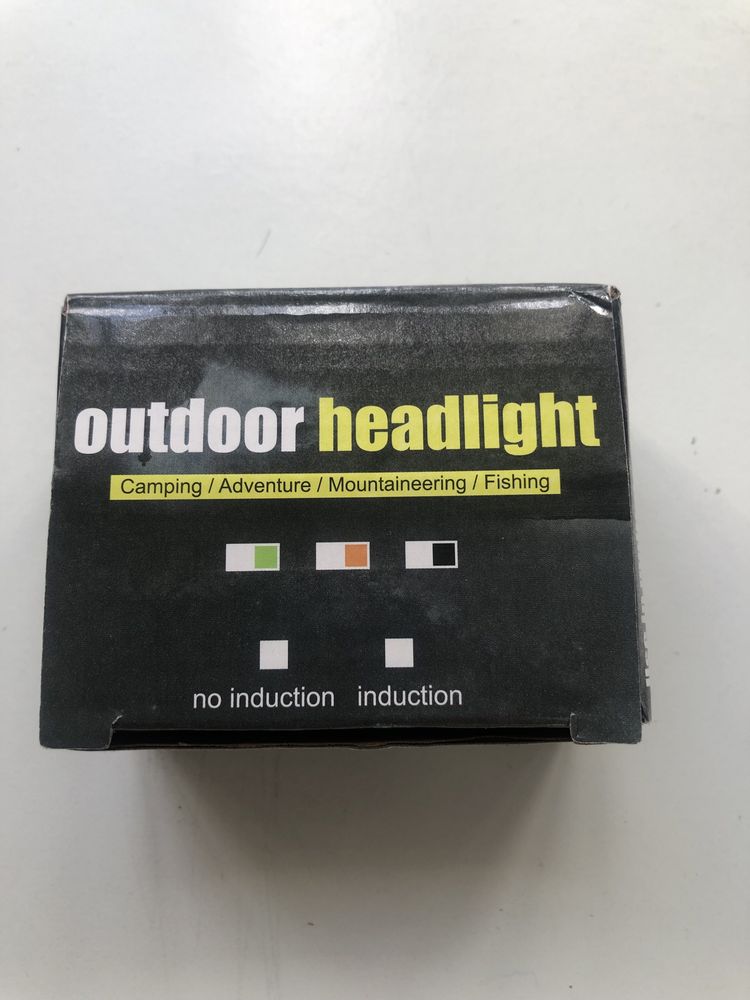 outdoor headlight
Camping / Adventure / Mountaineering / Fishing
no induction induction